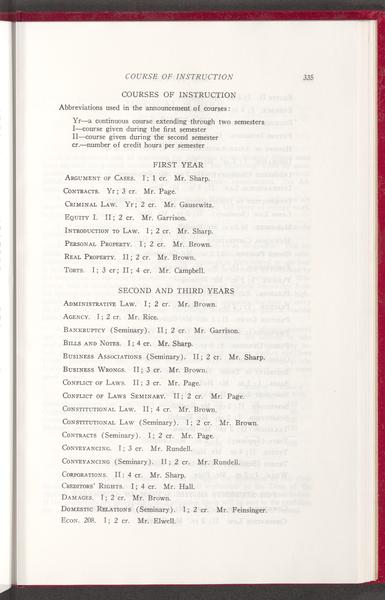 COURSE OF INSTRUCTION 335
COURSES OF INSTRUCTION
Abbreviations used in the announcement of courses:
Yr—a continuous course extending through two semesters
I—course given during the first semester
II—course given during the second semester
cr.—number of credit hours per semester
FIRST YEAR
ARGUMENT OF CASES. I; 1 cr. Mr. Sharp.
CONTRACTS. Yr; 3 cr. Mr. Page.
CRIMINAL LAW. Yr; 2 cr. Mr. Gausewitz.
EQUITY I. II; 2 cr. Mr. Garrison.
INTRODUCTION TO LAW. I; 2 cr. Mr. Sharp.
PERSONAL PROPERTY. I; 2 cr. Mr. Brown.
REAL PROPERTY. II; 2 cr. Mr. Brown.
TORTS. I; 3 cr; II; 4 cr. Mr. Campbell.
SECOND AND THIRD YEARS
ADMINISTRATIVE LAW. I; 2 cr. Mr. Brown.
AGENCY. I; 2 cr. Mr. Rice.
BANKRUPTCY (Seminary). II; 2 cr. Mr. Garrison.
BILLS AND NOTES. I; 4 cr. Mr. Sharp.
BUSINESS ASSOCIATIONS (Seminary). II; 2 cr. Mr. Sharp.
BUSINESS WRONGS. II; 3 cr. Mr. Brown.
CONFLICT OF LAWS. II; 3 cr. Mr. Page.
CONFLICT OF LAWS SEMINARY. II; 2 cr. Mr. Page.
CONSTITUTIONAL LAW. II; 4 cr. Mr. Brown.
CONSTITUTIONAL LAW (Seminary). I; 2 cr. Mr. Brown.
CONTRACTS (Seminary). I; 2 cr. Mr. Page.
CONVEYANCING. I; 3 cr. Mr. Rundell.
CONVEYANCING (Seminary). II; 2 cr. Mr. Rundell.
CORPORATIONS. II; 4 cr. Mr. Sharp.
CREDITORS' RIGHTS. I; 4 cr. Mr. Hall.
DAMAGES. I; 2 cr. Mr. Brown.
DOMESTIC RELATIONS (Seminary). I; 2 cr. Mr. Feinsinger.
ECON. 208. I; 2 cr. Mr. Elwell.